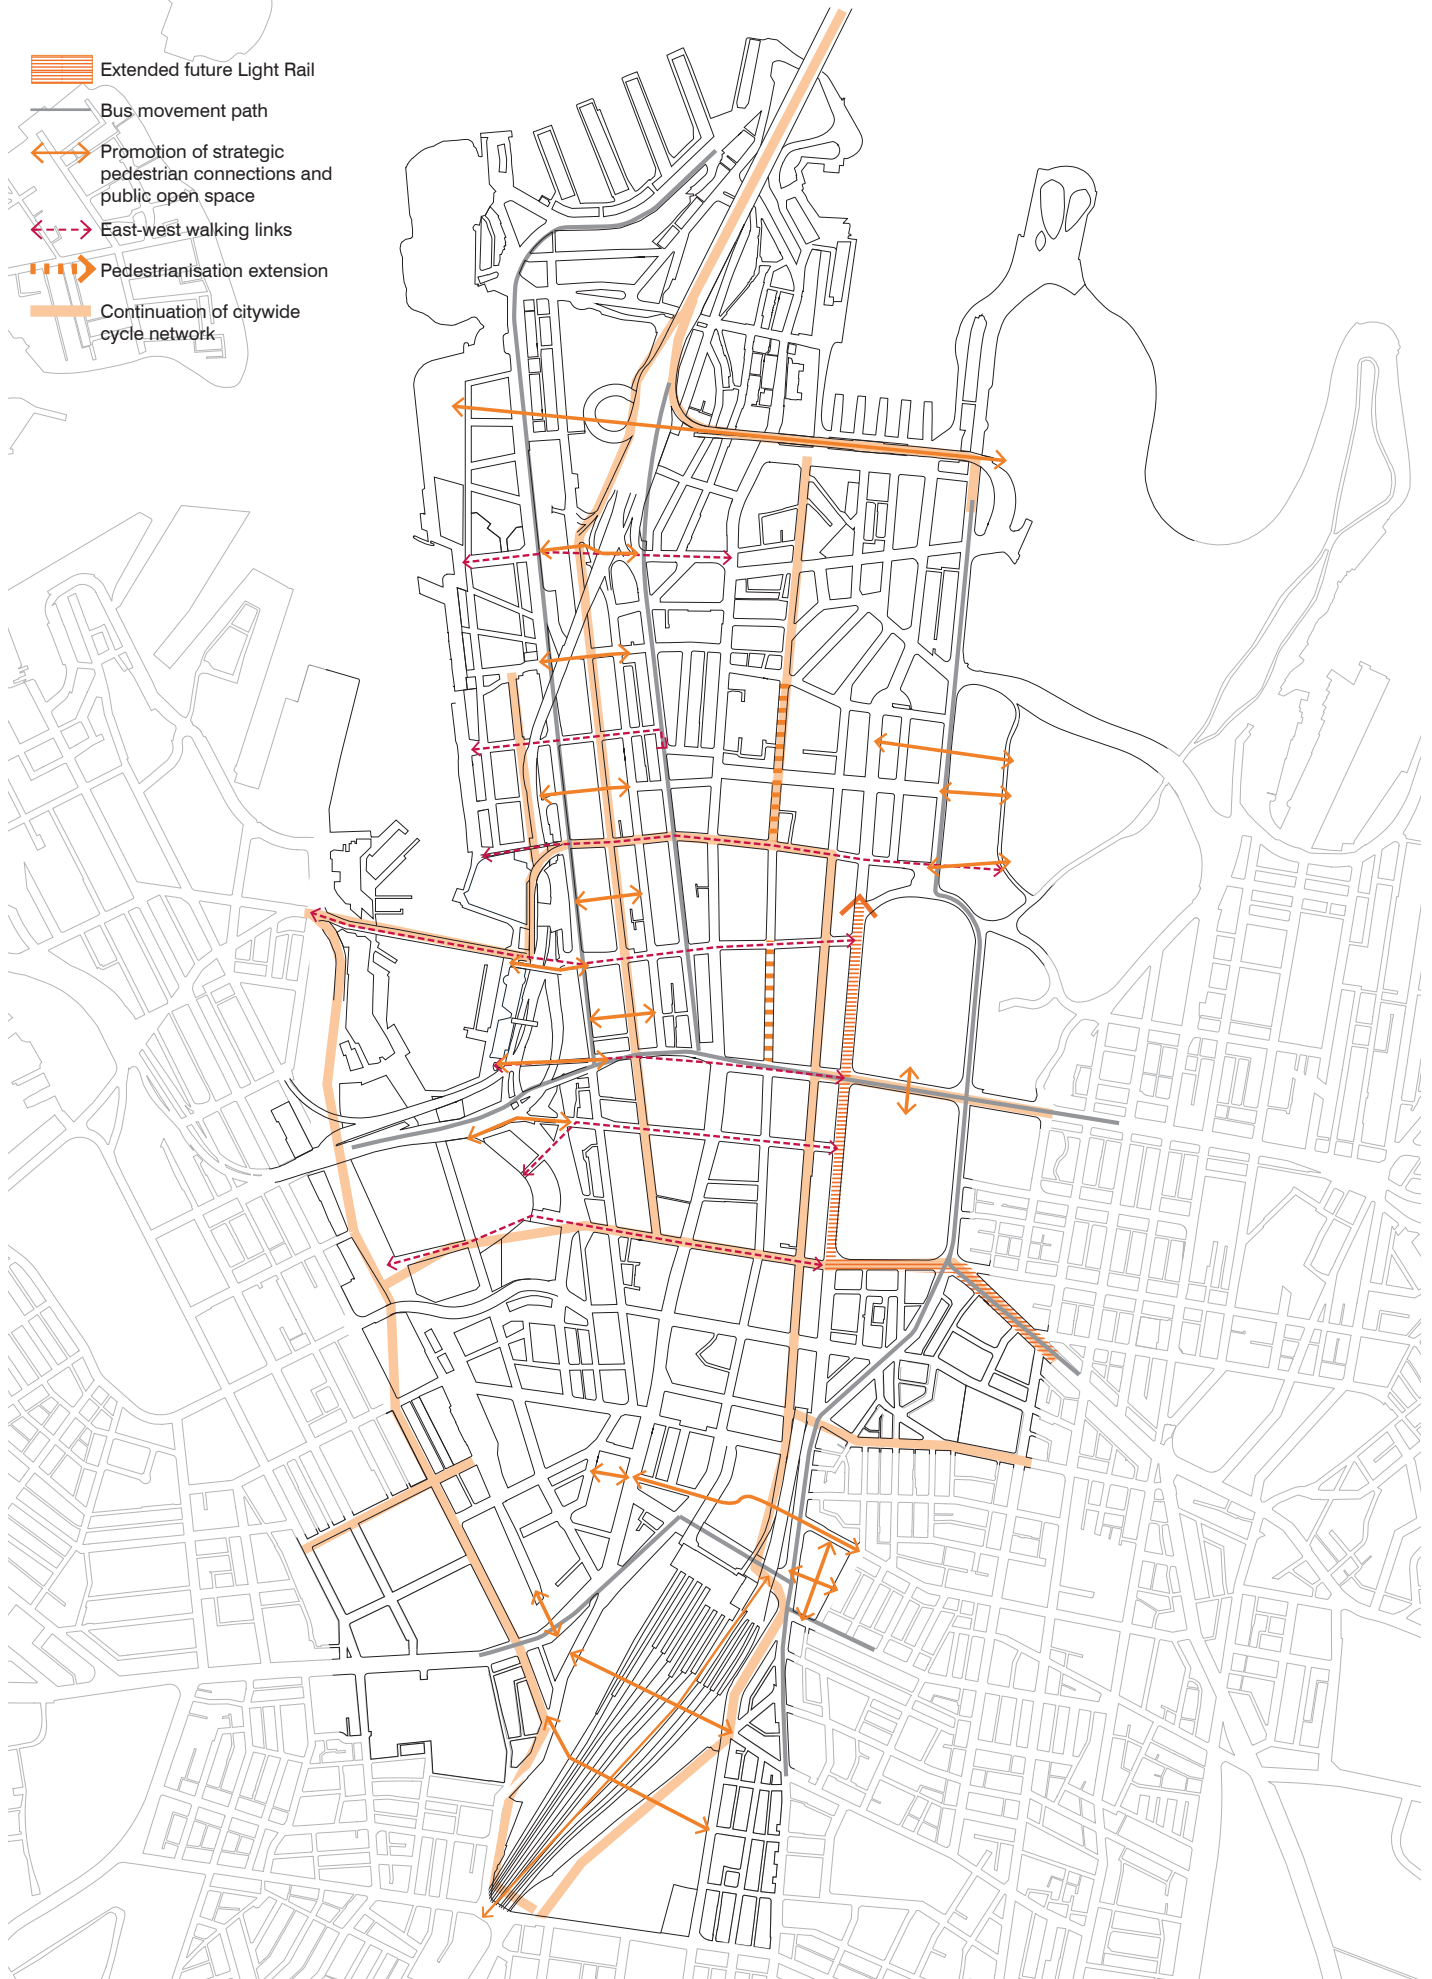 Extended future Light Rail
Bus movement path
Promotion of strategic
pedestrian connections and
public open space
East-west walking links
Pedestrianisation extension
Continuation of citywide
cycle network